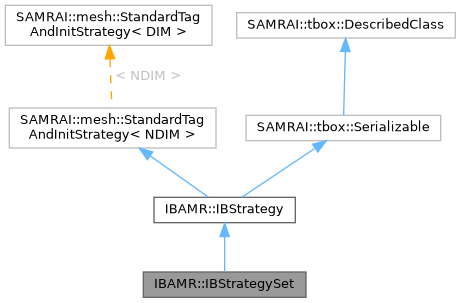 SAMRAI::mesh::StandardTag
AndInitStrategy< DIM >
SAMRAI::tbox::DescribedClass
< NDIM >
SAMRAI::mesh::StandardTag
AndInitStrategy< NDIM >
SAMRAI::tbox::Serializable
IBAMR::IBStrategy
IBAMR::IBStrategySet